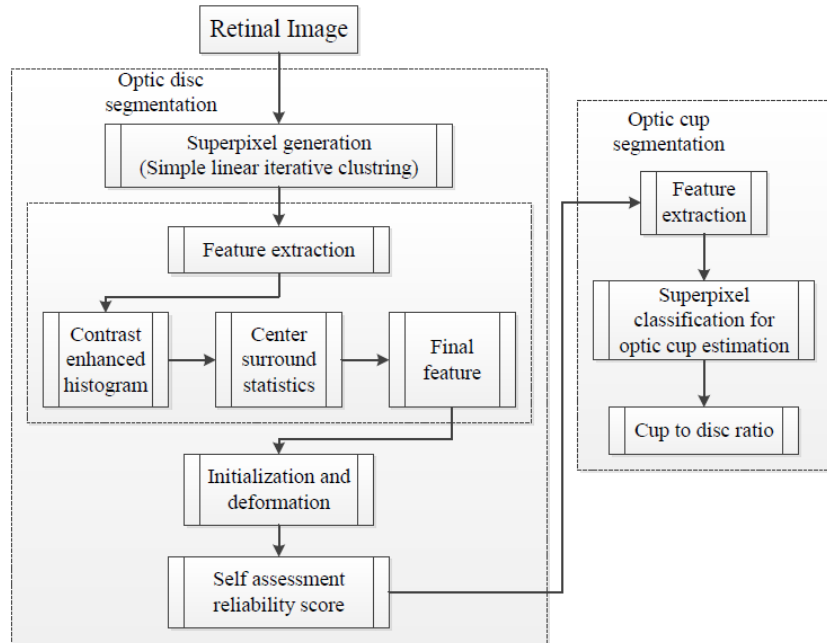 Retinal Image
Optic disc
segmentation
Superpixel generation
(Simple linear iterative clustring)
Feature extraction
Contrast
enhanced
histogram
Center
surround
statistics
Final
feature
Initialization and
deformation
Self assessment
reliability score
Optic cup
segmentation
Feature
extraction
Superpixel
classification for
optic cup estimation
Cup to disc ratio